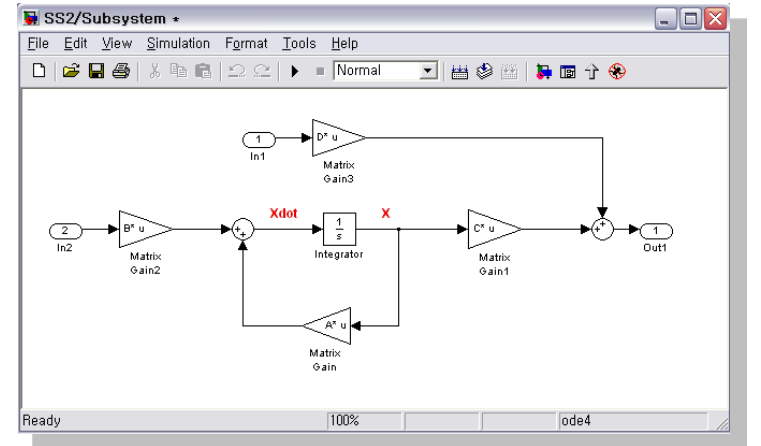 SS2/Subsystem *
File Edit View Simulation Format Tools Help
Normal
1
In1
D* u
Matrix
Gain3
2
In2
B* u
Matrix
Gain2
+
+
Xdot
1
s
Integrator
X
C* u
Matrix
Gain1
+
+
1
Out1
A* u
Matrix
Gain
Ready 100% ode4